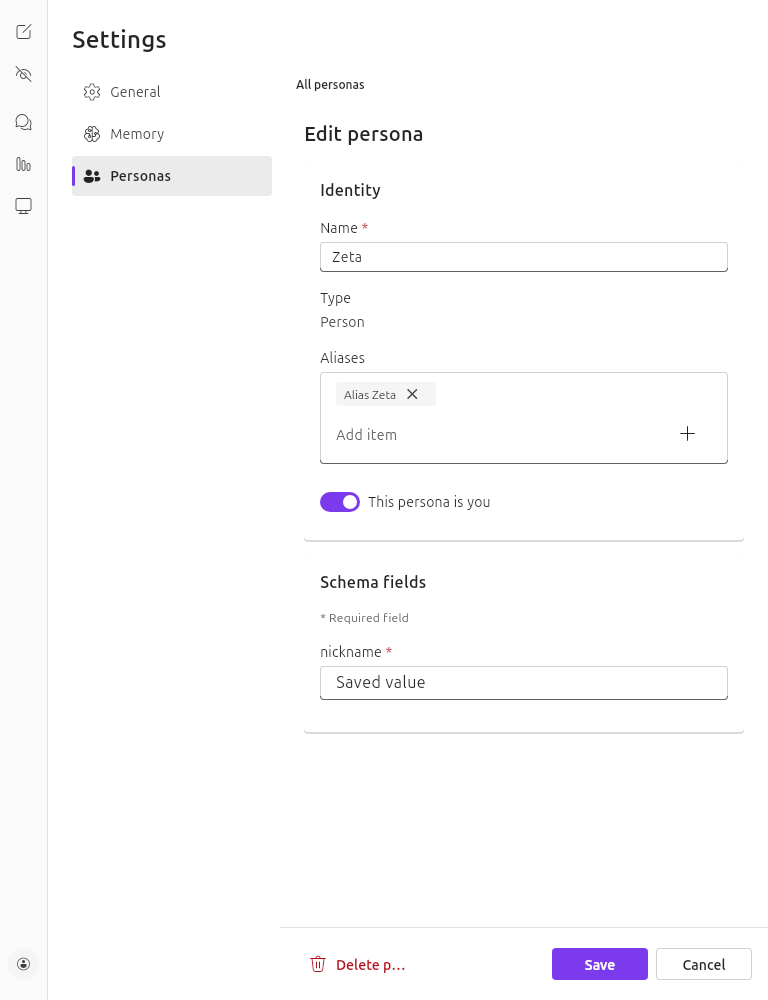 Settings
General
Memory
Personas
All personas
Edit persona
Identity
Name *
Zeta
Type
Person
Aliases
Alias Zeta
Add item
This persona is you
Schema fields
* Required field
nickname *
Saved value
Delete p…
Save
Cancel